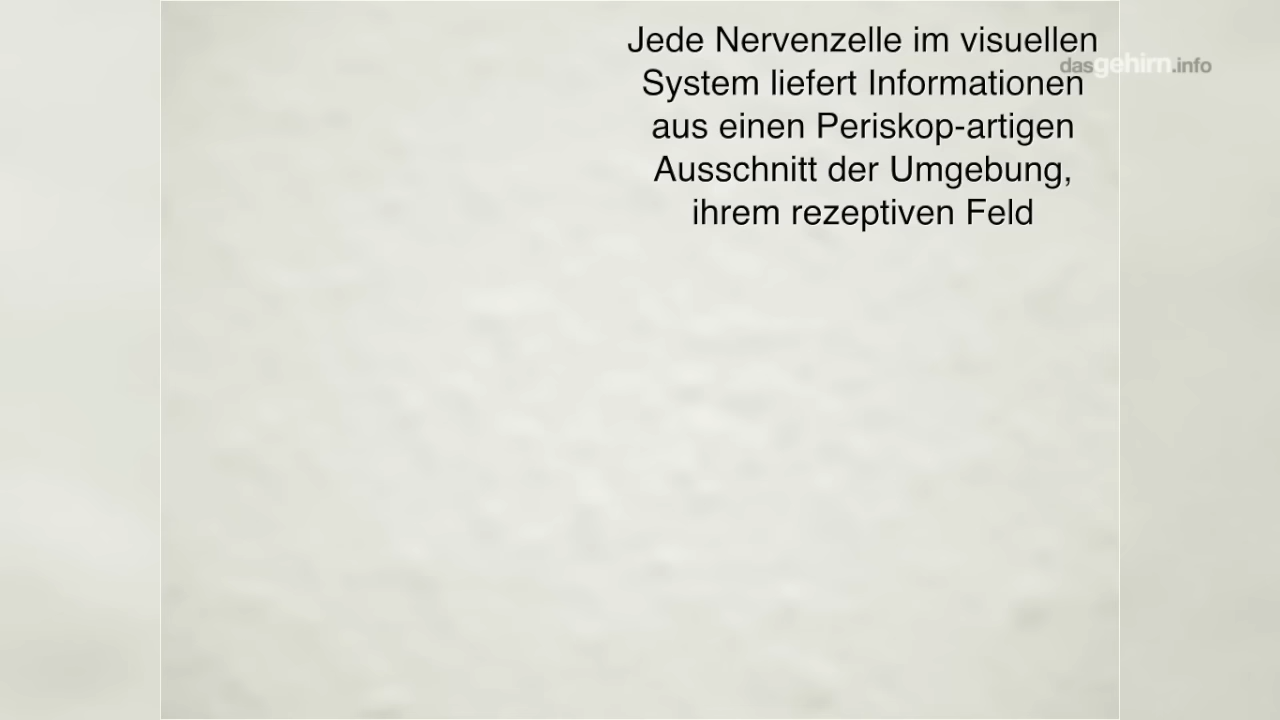 Jede Nervenzelle im visuellen
System liefert Informationen
aus einen Periskop-artigen
Ausschnitt der Umgebung,
ihrem rezeptiven Feld
dasgehirn.info